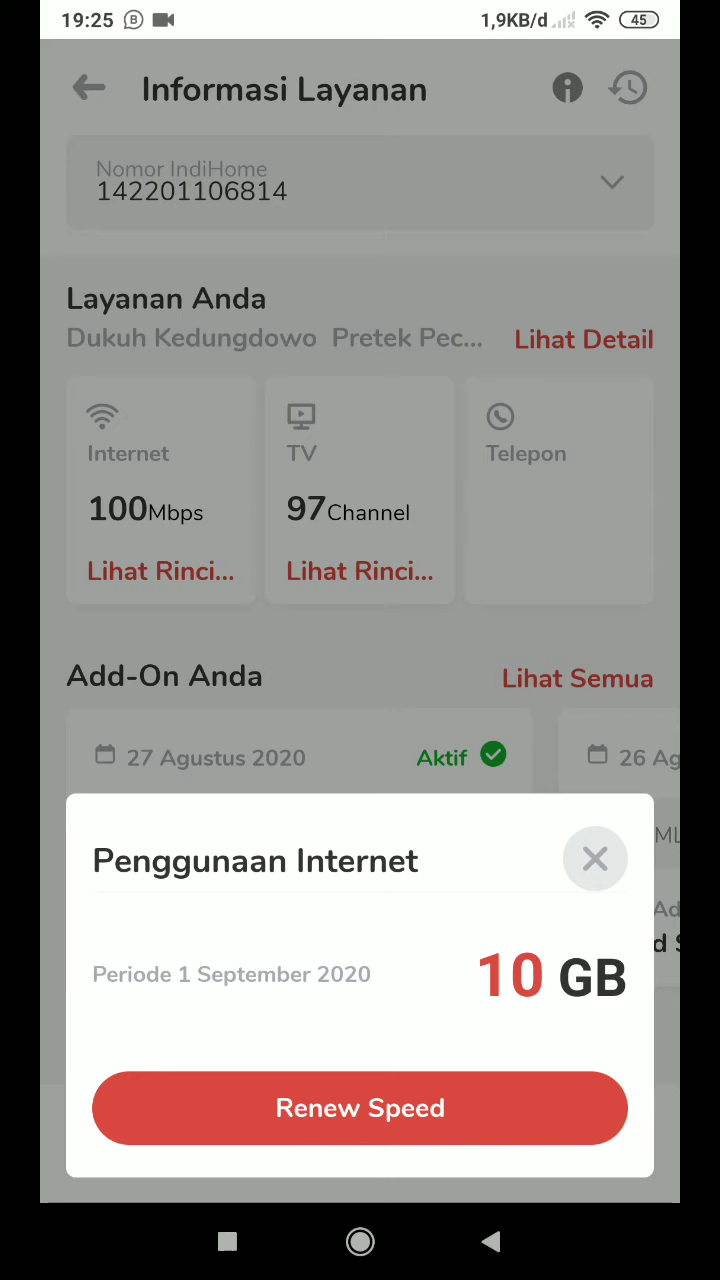 19:25 1,9KB/d 45
Informasi Layanan
Nomor IndiHome
142201106814
Layanan Anda
Dukuh Kedungdowo Pretek Pec... Lihat Detail
Internet TV Telepon
100Mbps 97Channel
Lihat Rinci... Lihat Rinci...
Add-On Anda Lihat Semua
27 Agustus 2020 Aktif 26 Ag
ML
Penggunaan Internet
Ad
d S
Periode 1 September 2020 10 GB
Renew Speed